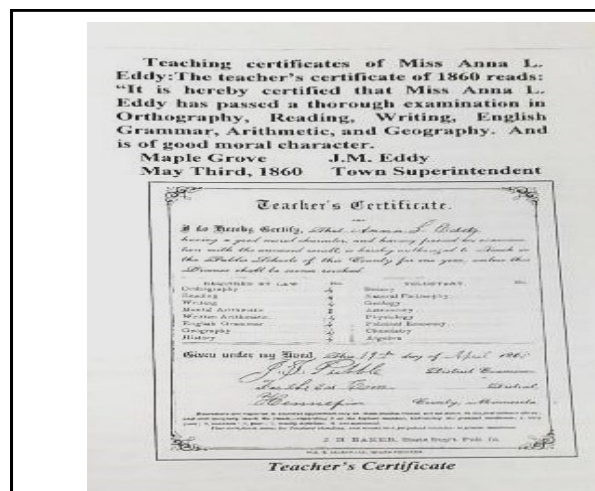 Teaching certificates of Miss Anna L.
Eddy:The teacher's certificate of 1860 reads:
"It is hereby certified that Miss Anna L.
Eddy has passed a thorough examination in
Orthography, Reading, Writing, English
Grammar, Arithmetic, and Geography. And
is of good moral character.
Maple Grove J.M. Eddy
May Third, 1860 Town Superintendent
Teacher's Certificate.
I do Hereby Certify, That Anna L. Eddy
having a good moral character, and having passed an examina-
tion with the annexed result, is hereby authorized to Teach in
the Public Schools of this County for one year, unless this
License shall be sooner revoked.
REQUIRED BY LAW No. VOLUNTARY. No.
Orthography Botany
Reading Natural Philosophy
Writing Geology
Mental Arithmetic Astronomy
Written Arithmetic Physiology
English Grammar Political Economy
Geography Chemistry
History Algebra
Given under my Hand, This 19th day of April
District Examiner
For the District,
Hennepin County, Minnesota
J. H. BAKER, State Sup't. Pub. In.
Teacher's Certificate